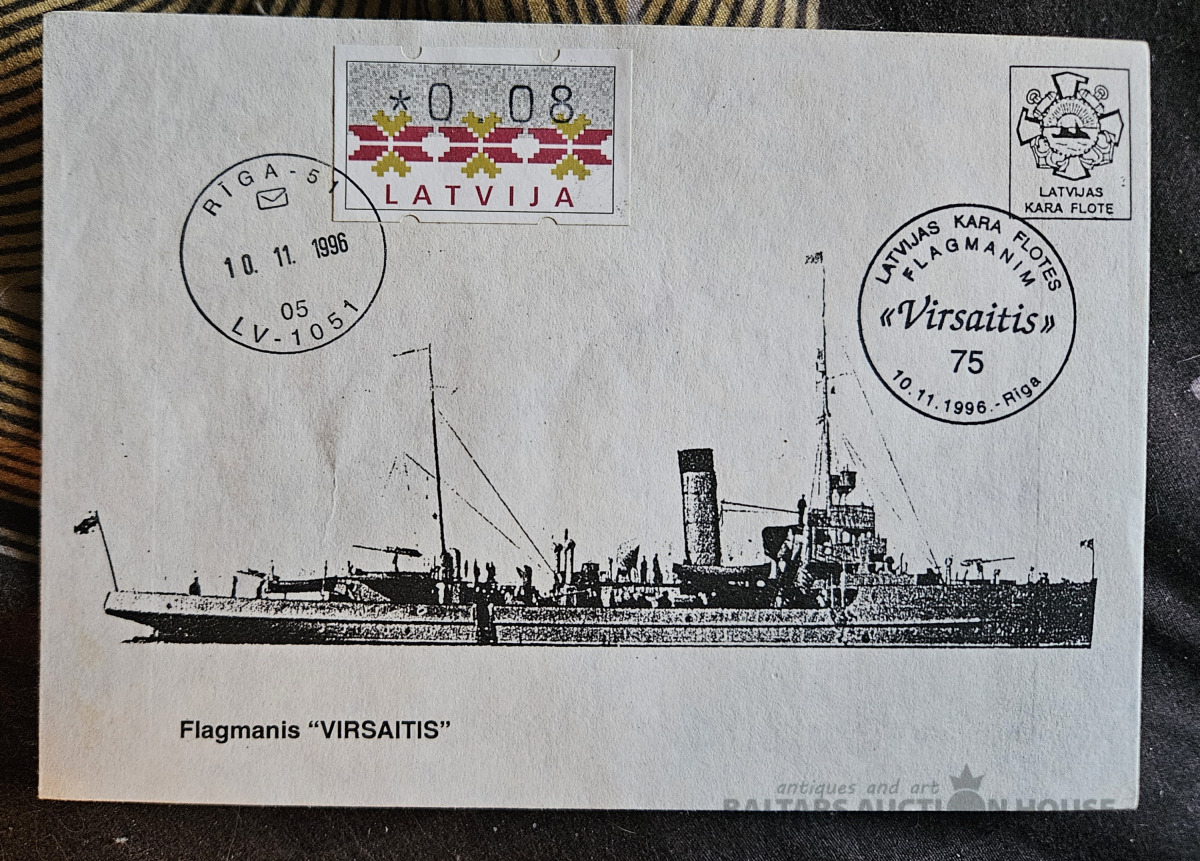 *0.08
LATVIJA
RĪGA-51
10.11.1996
05
LV-1051
LATVIJAS
KARA FLOTE
LATVIJAS KARA FLOTES
FLAGMANIM
«Virsaitis»
75
10.11.1996.-Rīga
Flagmanis “VIRSAITIS”
antiques and art
BALTARS AUCTION HOUSE